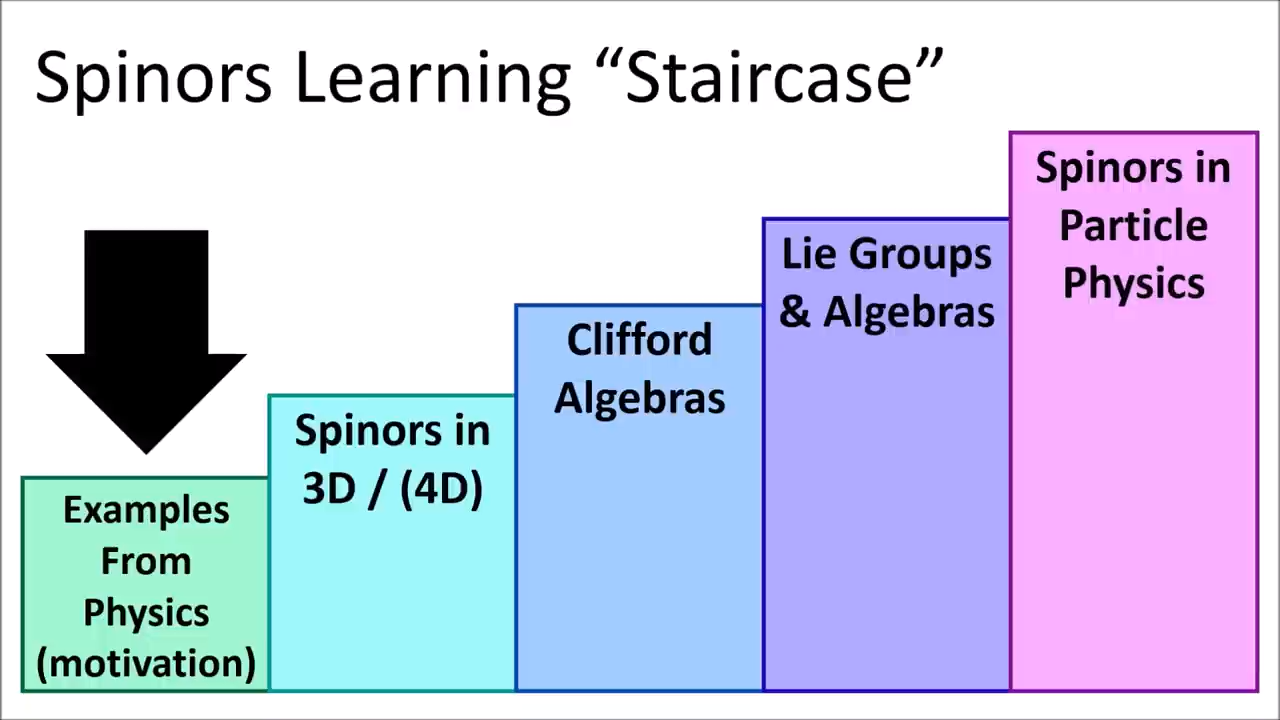 Spinors Learning “Staircase”
Examples
From
Physics
(motivation)
Spinors in
3D / (4D)
Clifford
Algebras
Lie Groups
& Algebras
Spinors in
Particle
Physics